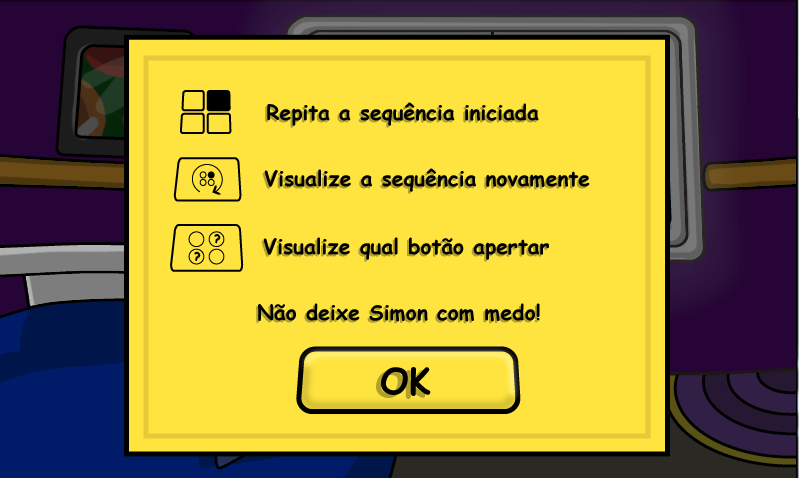 Repita a sequência iniciada
Visualize a sequência novamente
? ?
Visualize qual botão apertar
Não deixe Simon com medo!
OK